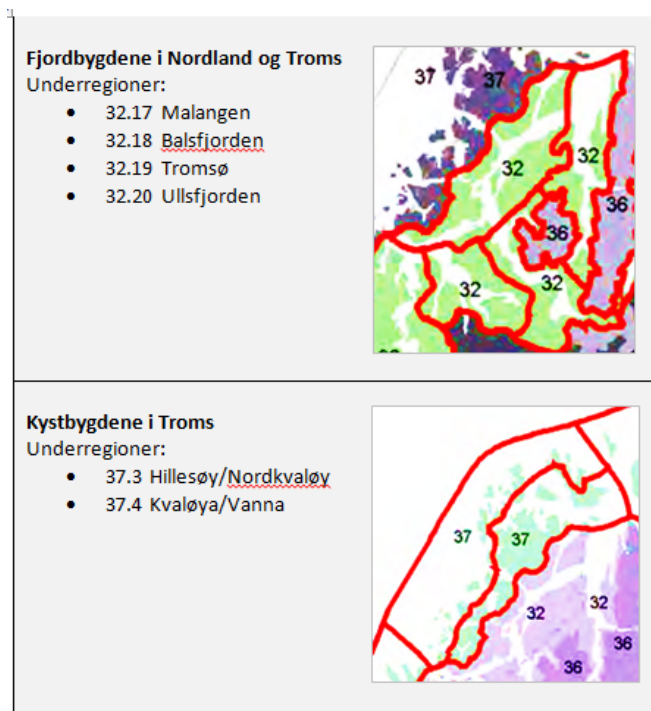 Fjordbygdene i Nordland og Troms
Underregioner:
• 32.17 Malangen
• 32.18 Balsfjorden
• 32.19 Tromsø
• 32.20 Ullsfjorden
37
37
32
32
36
36
32
32
Kystbygdene i Troms
Underregioner:
• 37.3 Hillesøy/Nordkvaløy
• 37.4 Kvaløya/Vanna
37
37
32
32
36
36